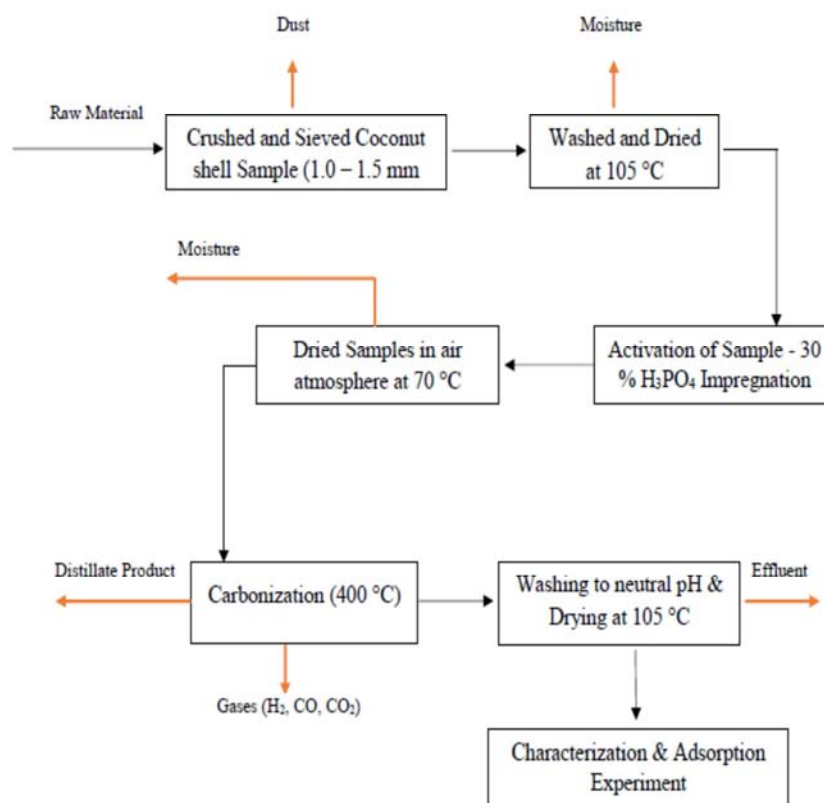 Dust
Moisture
Raw Material
Crushed and Sieved Coconut
shell Sample (1.0 – 1.5 mm
Washed and Dried
at 105 °C
Moisture
Dried Samples in air
atmosphere at 70 °C
Activation of Sample - 30
% H₃PO₄ Impregnation
Distillate Product
Carbonization (400 °C)
Washing to neutral pH &
Drying at 105 °C
Effluent
Gases (H₂, CO, CO₂)
Characterization & Adsorption
Experiment